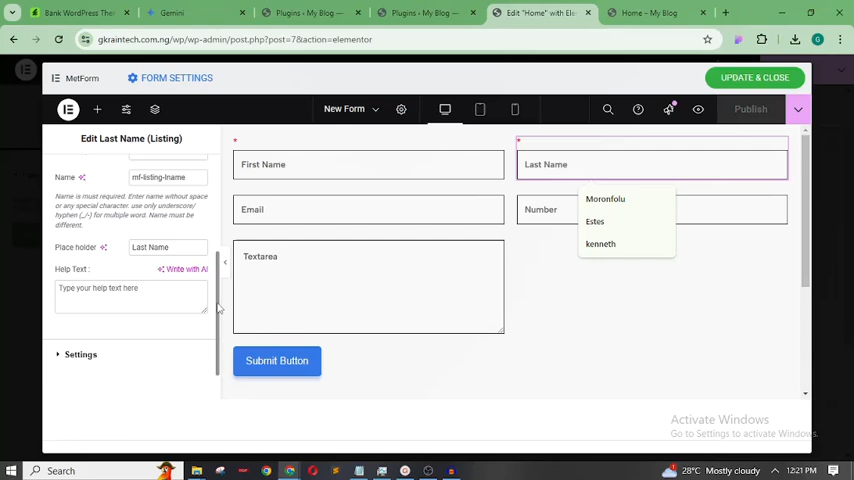 Bank WordPress The
Gemini
Plugins ‹ My Blog —
Plugins ‹ My Blog —
Edit "Home" with Ele
Home – My Blog
gkraintech.com.ng/wp/wp-admin/post.php?post=7&action=elementor
MetForm
FORM SETTINGS
UPDATE & CLOSE
New Form
Publish
Edit Last Name (Listing)
Name
mf-listing-lname
Name is must required. Enter name without space
or any special character. use only underscore/
hyphen (_/-) for multiple word. Name must be
different.
Place holder
Last Name
Help Text :
Write with AI
Type your help text here
Settings
*
First Name
*
Last Name
Moronfolu
Estes
kenneth
Email
Number
Textarea
Submit Button
Activate Windows
Go to Settings to activate Windows.
Search
28°C Mostly cloudy
12:21 PM